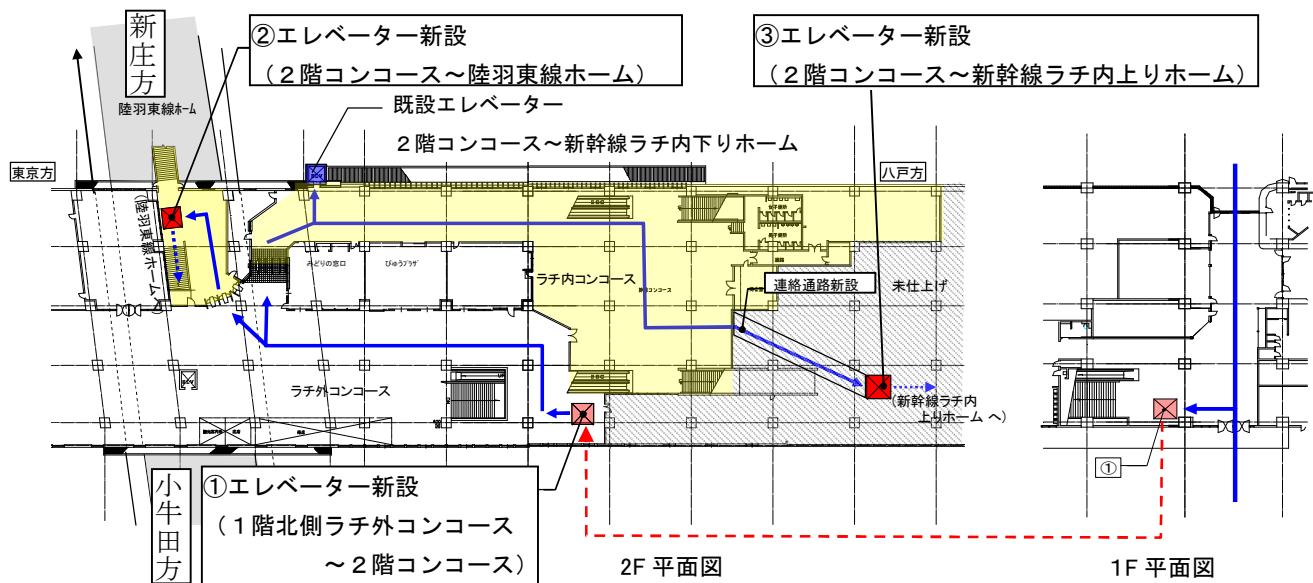 新庄方
②エレベーター新設
（２階コンコース～陸羽東線ホーム）
③エレベーター新設
（２階コンコース～新幹線ラチ内上りホーム）
陸羽東線ホーム
既設エレベーター
２階コンコース～新幹線ラチ内下りホーム
東京方
八戸方
(陸羽東線ホームへ)
みどりの窓口
びゅうプラザ
ラチ内コンコース
連絡通路新設
未仕上げ
ラチ外コンコース
(新幹線ラチ内
上りホーム へ)
①
小牛田方
①エレベーター新設
（１階北側ラチ外コンコース
～２階コンコース）
2F 平面図
1F 平面図